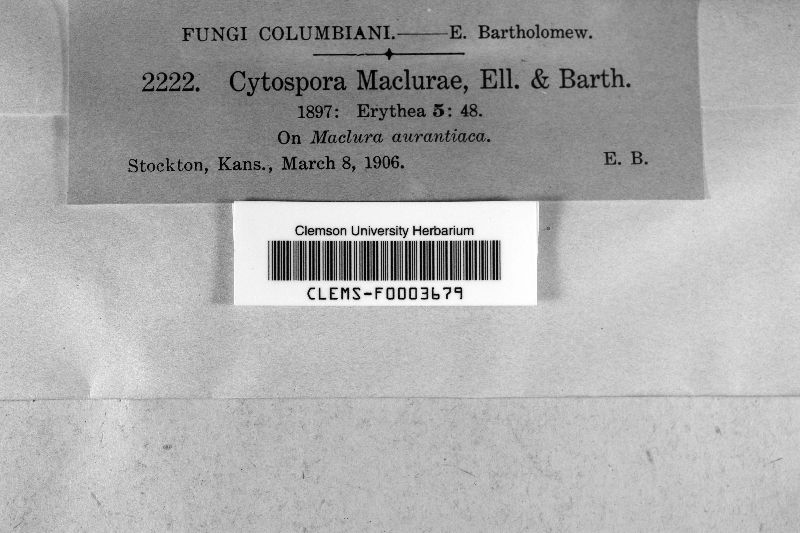 FUNGI COLUMBIANI.——E. Bartholomew.
2222. Cytospora Maclurae, Ell. & Barth.
1897: Erythea 5: 48.
On Maclura aurantiaca.
Stockton, Kans., March 8, 1906. E. B.
Clemson University Herbarium
CLEMS-F0003679